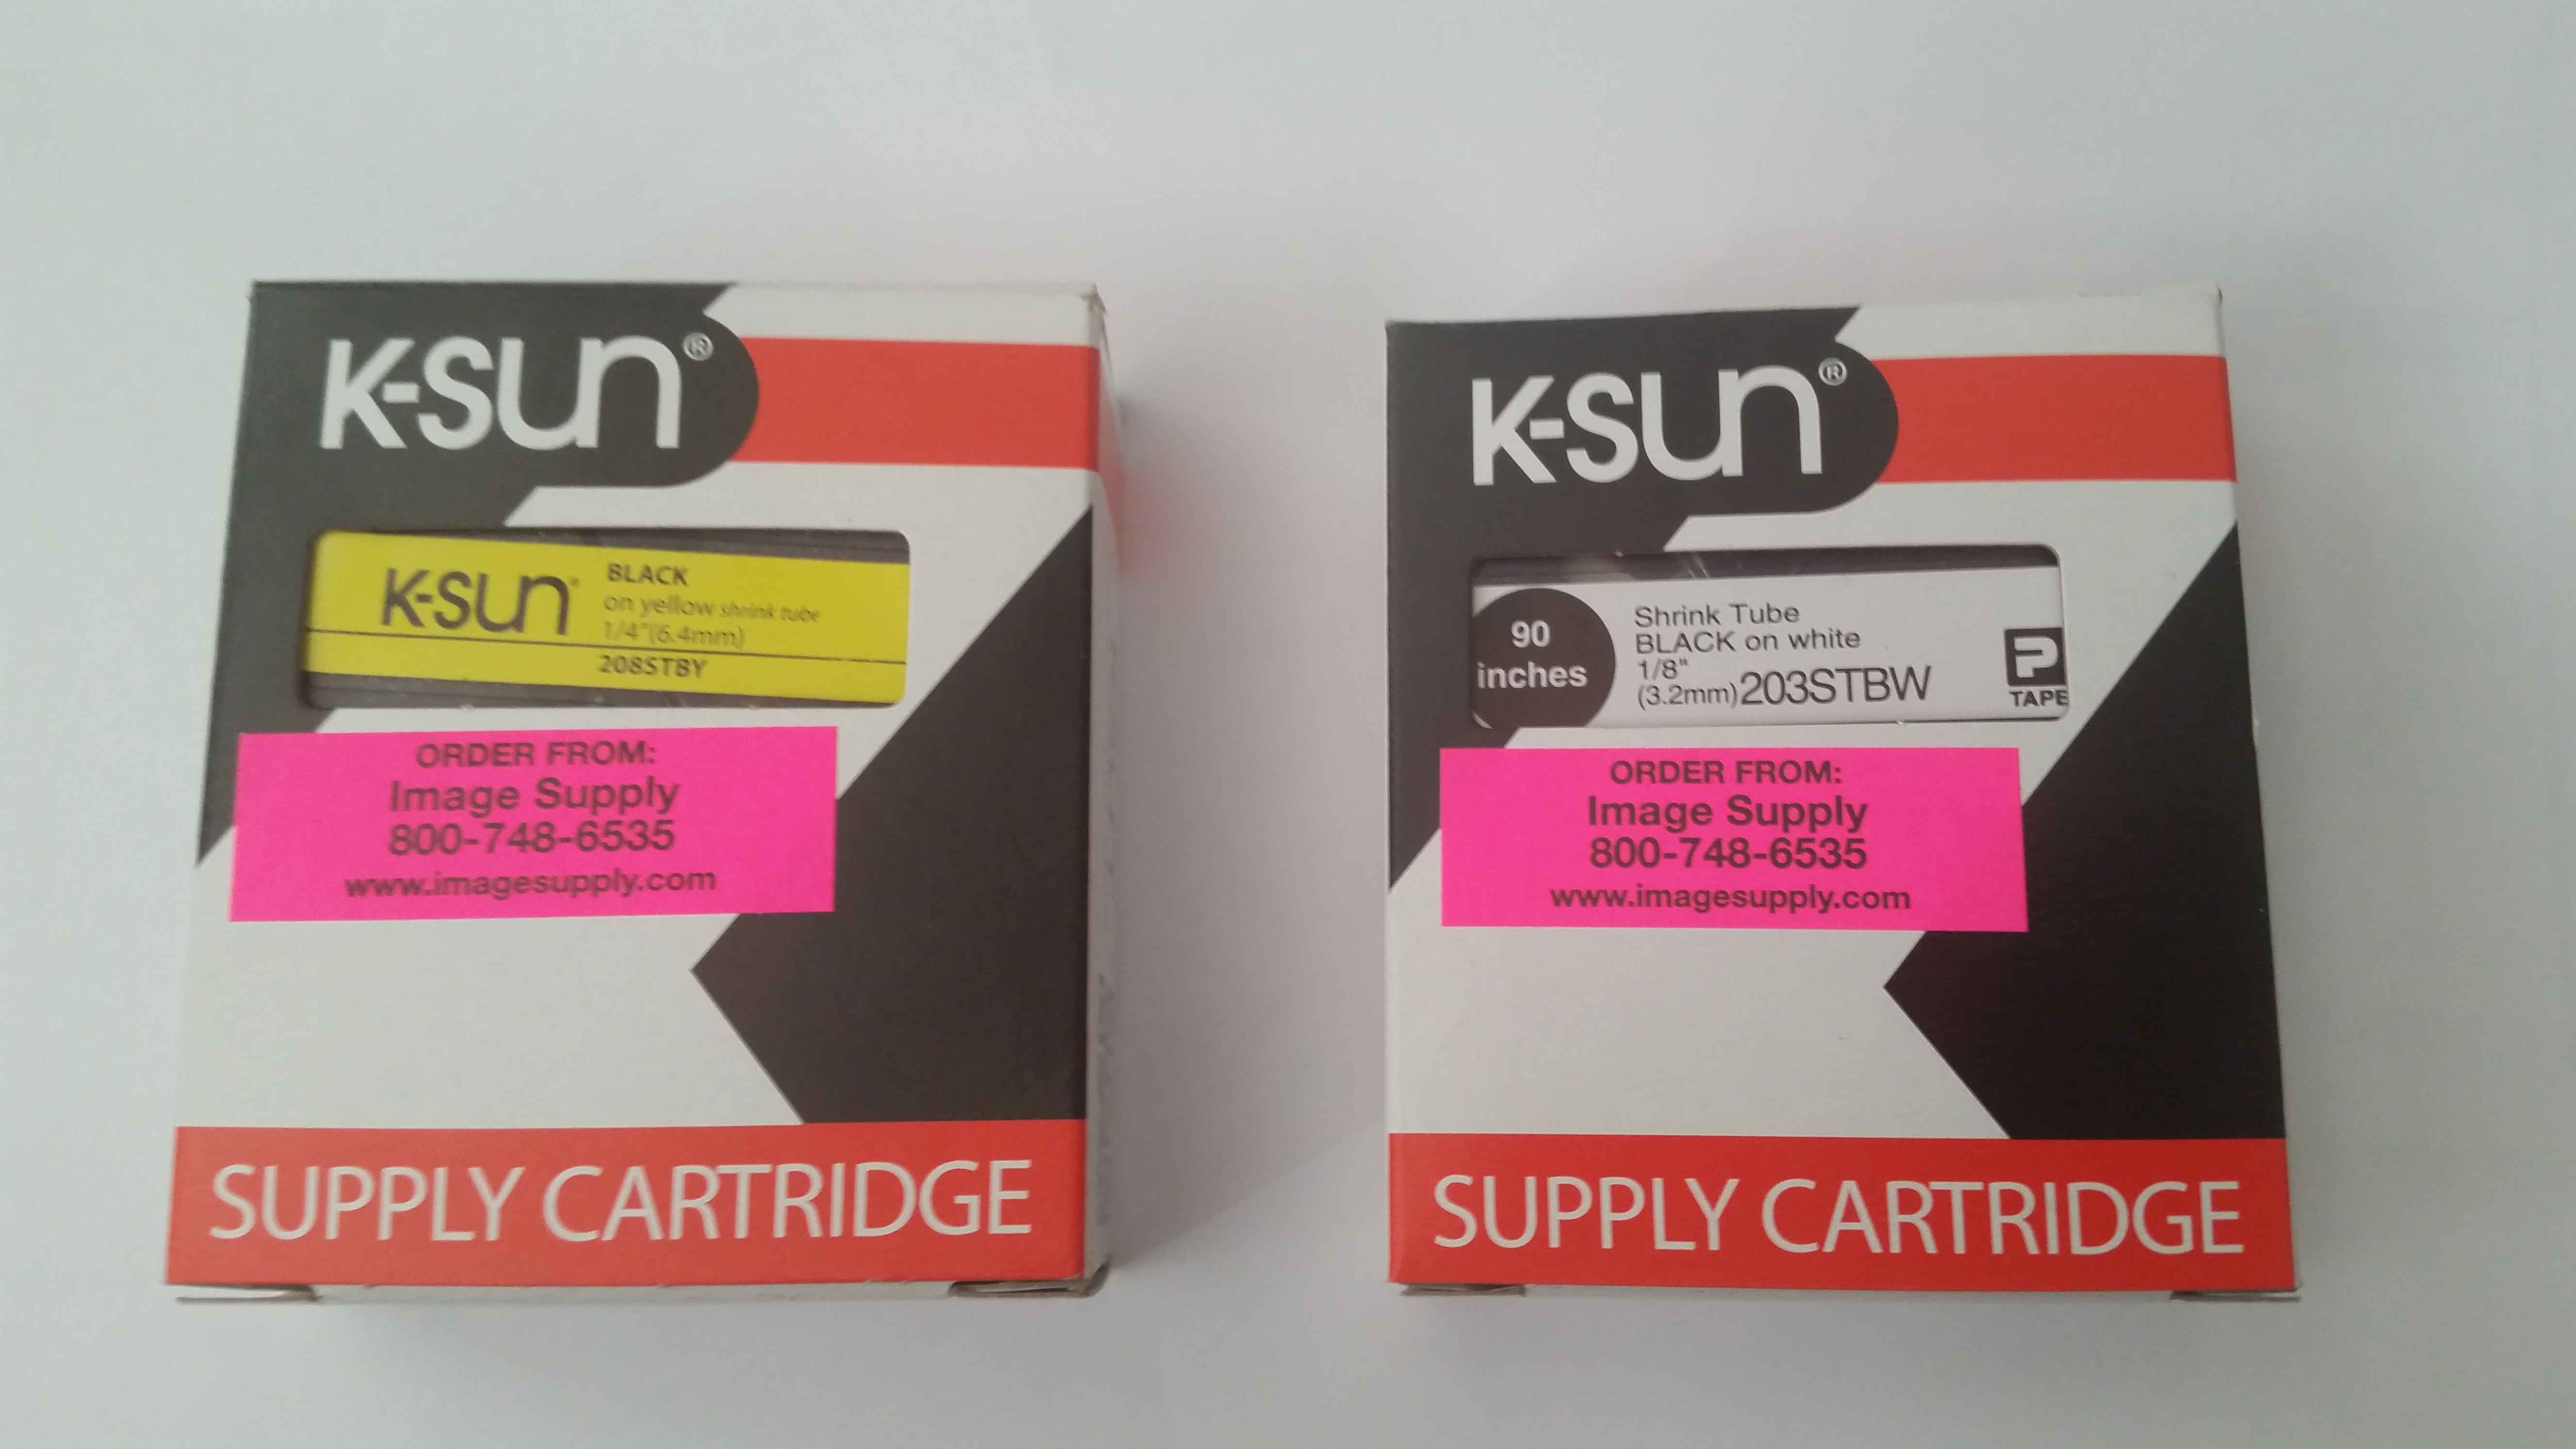 K-SUN®
K-SUN®
BLACK
on yellow shrink tube
1/4"(6.4mm)
208STBY
ORDER FROM:
Image Supply
800-748-6535
www.imagesupply.com
SUPPLY CARTRIDGE
K-SUN®
90
inches
Shrink Tube
BLACK on white
1/8"
(3.2mm)203STBW
P
TAPE
ORDER FROM:
Image Supply
800-748-6535
www.imagesupply.com
SUPPLY CARTRIDGE